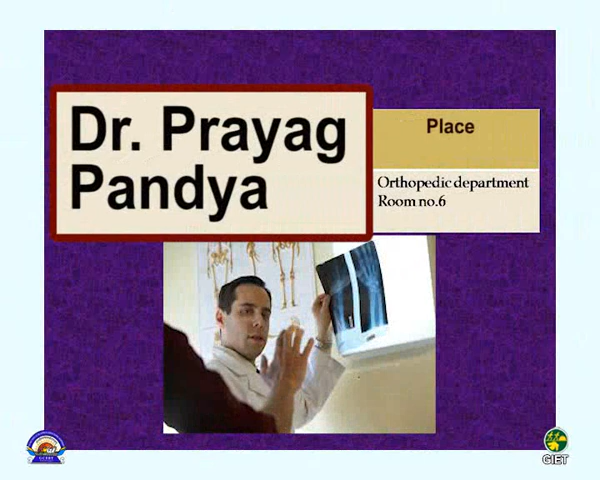 Dr. Prayag
Pandya
Place
Orthopedic department
Room no.6
GIET